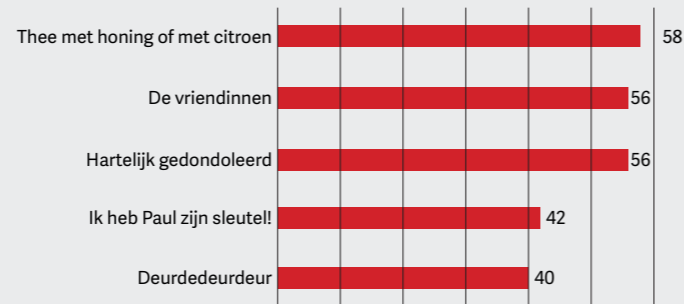 Thee met honing of met citroen 58
De vriendinnen 56
Hartelijk gedondoleerd 56
Ik heb Paul zijn sleutel! 42
Deurdedeurdeur 40